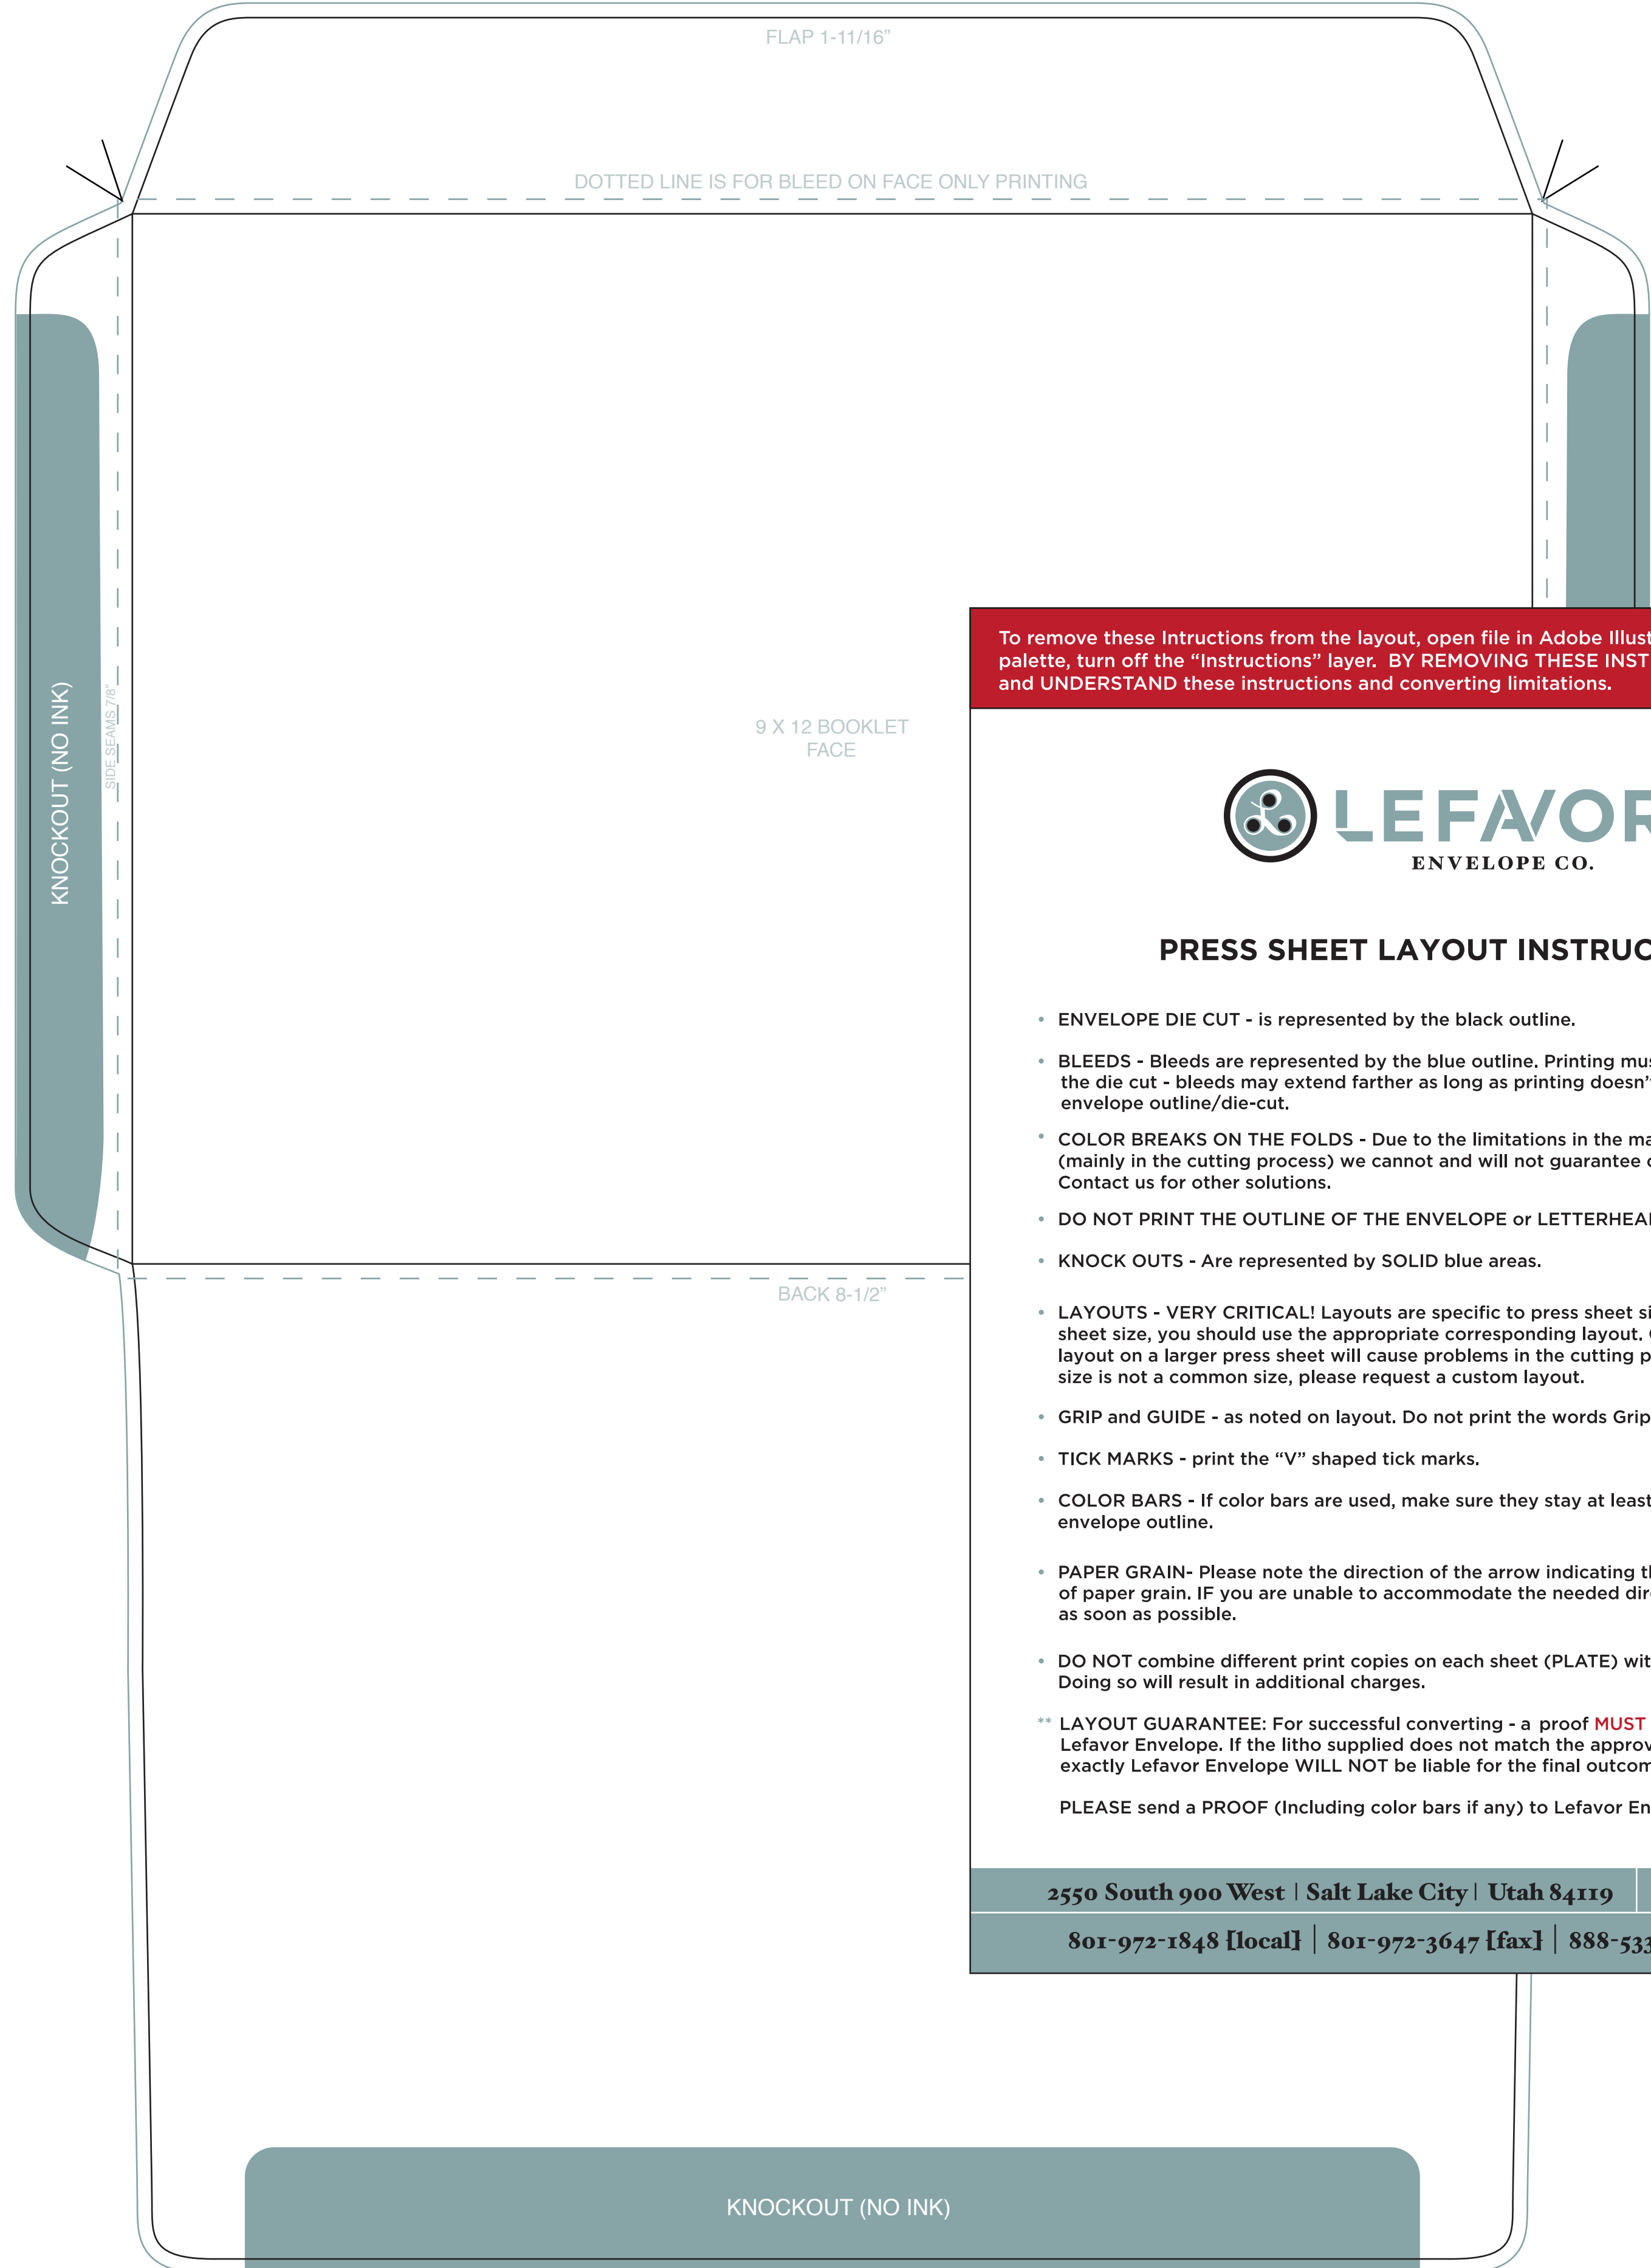 FLAP 1-11/16”
DOTTED LINE IS FOR BLEED ON FACE ONLY PRINTING
KNOCKOUT (NO INK)
SIDE SEAMS 7/8"
9 X 12 BOOKLET
FACE
To remove these Intructions from the layout, open file in Adobe
palette, turn off the “Instructions” layer.  BY REMOVING THESE
and UNDERSTAND these instructions and converting limitations.
LEFAVOR
ENVELOPE CO.
PRESS SHEET LAYOUT
• ENVELOPE DIE CUT - is represented by the black outline.
• BLEEDS - Bleeds are represented by the blue outline. Printing
the die cut - bleeds may extend farther as long as printing
envelope outline/die-cut.
• COLOR BREAKS ON THE FOLDS - Due to the limitations in the
(mainly in the cutting process) we cannot and will not guarantee
Contact us for other solutions.
• DO NOT PRINT THE OUTLINE OF THE ENVELOPE or
• KNOCK OUTS - Are represented by SOLID blue areas.
BACK 8-1/2”
• LAYOUTS - VERY CRITICAL! Layouts are specific to press sheet
sheet size, you should use the appropriate corresponding layout.
layout on a larger press sheet will cause problems in the cutting
size is not a common size, please request a custom layout.
• GRIP and GUIDE - as noted on layout. Do not print the words Grip
• TICK MARKS - print the “V” shaped tick marks.
• COLOR BARS - If color bars are used, make sure they stay at least
envelope outline.
• PAPER GRAIN- Please note the direction of the arrow indicating
of paper grain. IF you are unable to accommodate the needed
as soon as possible.
• DO NOT combine different print copies on each sheet (PLATE)
Doing so will result in additional charges.
** LAYOUT GUARANTEE: For successful converting - a proof MUST
Lefavor Envelope. If the litho supplied does not match the
exactly Lefavor Envelope WILL NOT be liable for the final
PLEASE send a PROOF (Including color bars if any) to Lefavor
2550 South 900 West | Salt Lake City | Utah 84119
801-972-1848 [local] | 801-972-3647 [fax] | 888-533
KNOCKOUT (NO INK)